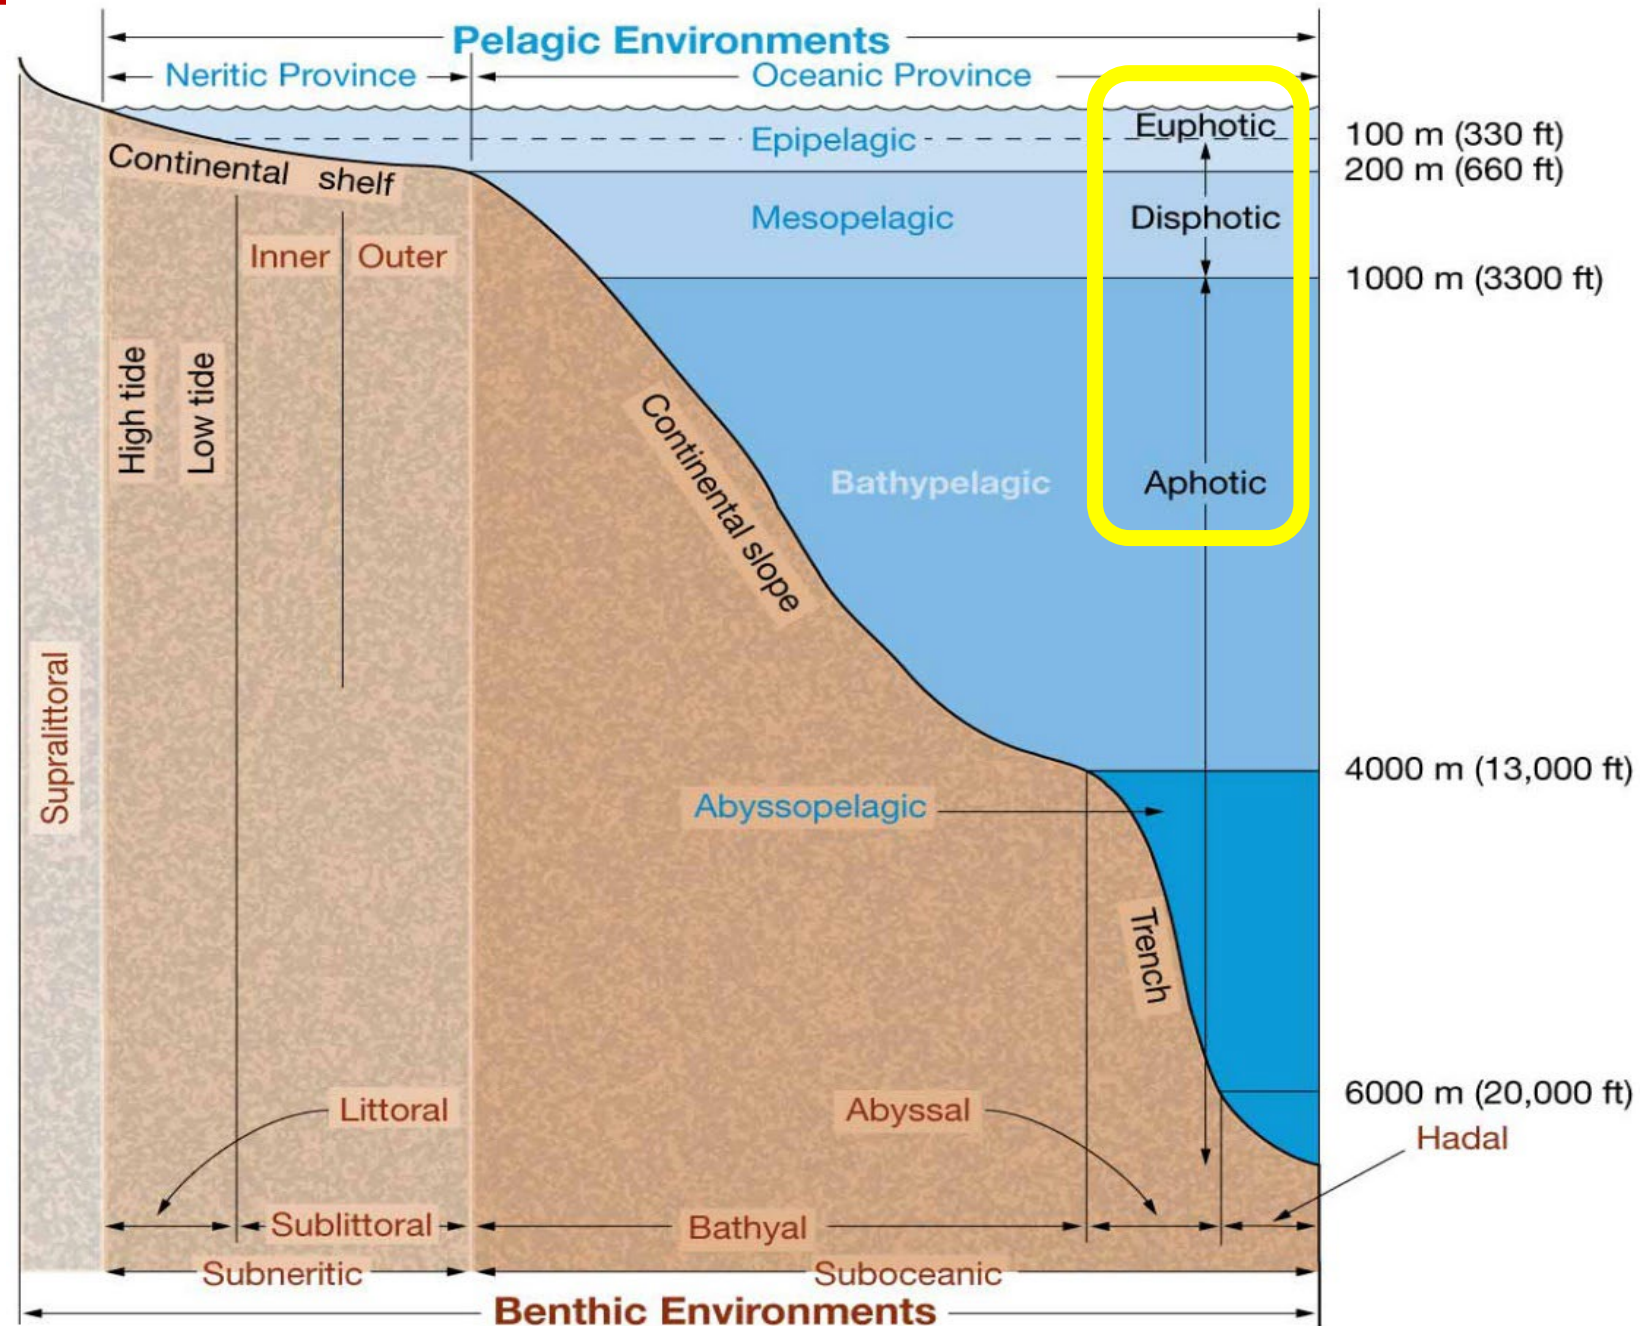 Pelagic Environments
Neritic Province
Oceanic Province
Euphotic
100 m (330 ft)
Epipelagic
Continental shelf
200 m (660 ft)
Mesopelagic
Disphotic
Inner
Outer
1000 m (3300 ft)
High tide
Low tide
Continental slope
Bathypelagic
Aphotic
Supralittoral
4000 m (13,000 ft)
Abyssopelagic
Trench
6000 m (20,000 ft)
Littoral
Abyssal
Hadal
Sublittoral
Bathyal
Subneritic
Suboceanic
Benthic Environments